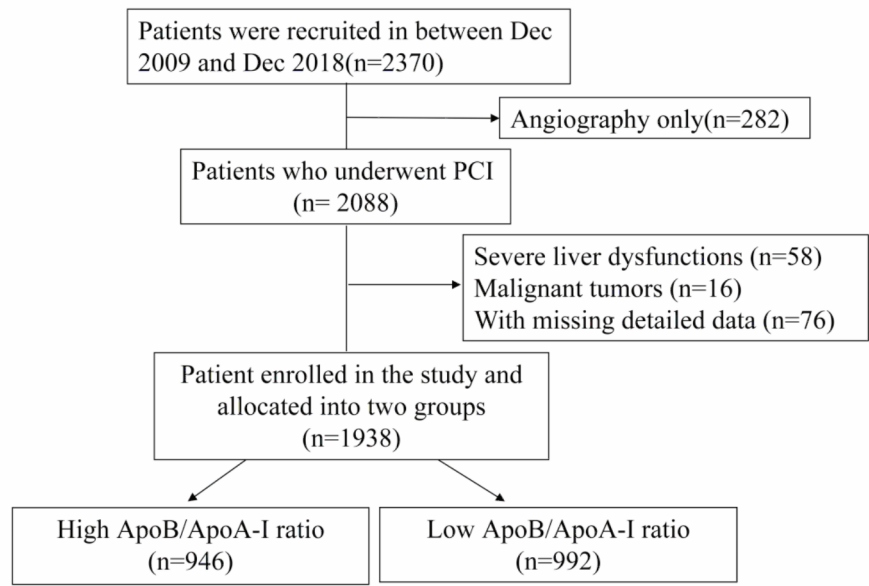 Patients were recruited in between Dec
2009 and Dec 2018(n=2370)
Angiography only(n=282)
Patients who underwent PCI
(n= 2088)
Severe liver dysfunctions (n=58)
Malignant tumors (n=16)
With missing detailed data (n=76)
Patient enrolled in the study and
allocated into two groups
(n=1938)
High ApoB/ApoA-I ratio
(n=946)
Low ApoB/ApoA-I ratio
(n=992)